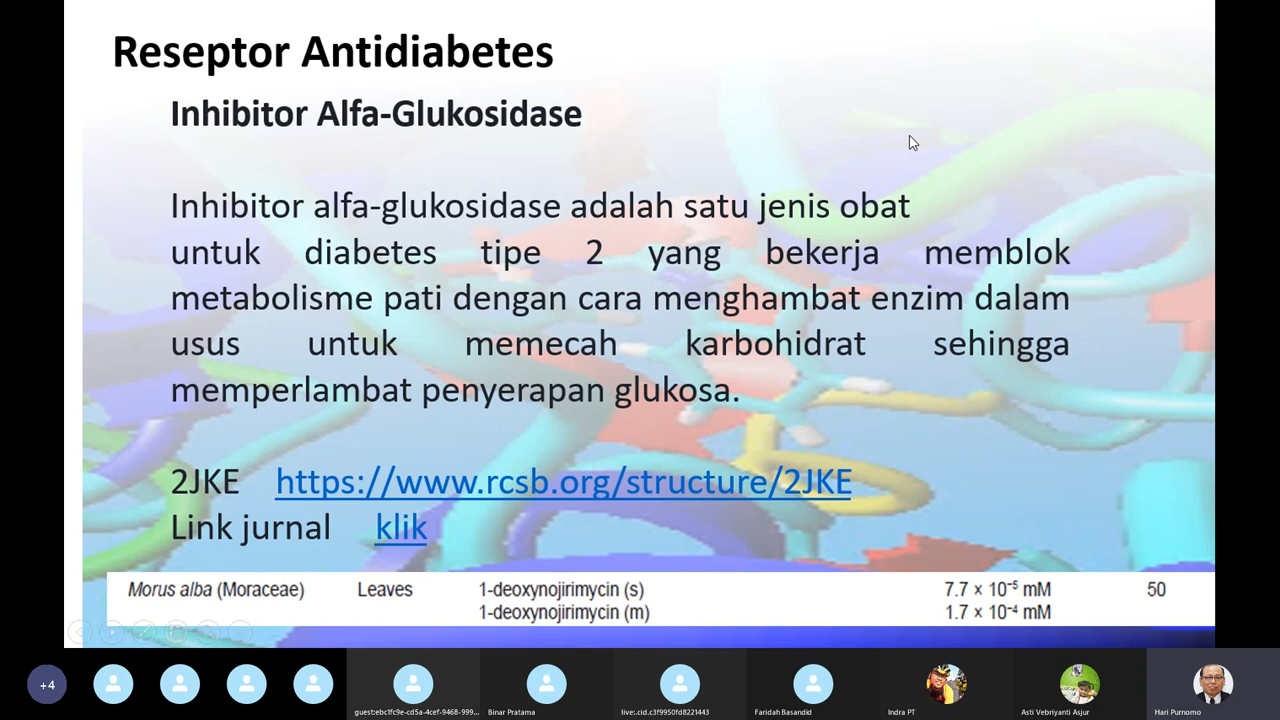 Reseptor Antidiabetes
Inhibitor Alfa-Glukosidase
Inhibitor alfa-glukosidase adalah satu jenis obat
untuk diabetes tipe 2 yang bekerja memblok
metabolisme pati dengan cara menghambat enzim dalam
usus untuk memecah karbohidrat sehingga
memperlambat penyerapan glukosa.
2JKE https://www.rcsb.org/structure/2JKE
Link jurnal klik
Morus alba (Moraceae) Leaves 1-deoxynojirimycin (s) 7.7 × 10⁻⁵ mM 50
1-deoxynojirimycin (m) 1.7 × 10⁻⁴ mM
+4 guest:ebc1fc9e-cd5a-4cef-9468-999... Binar Pratama live:.cid.c3f9950fd8221443 Faridah Basandid Indra PT Asti Vebriyanti Asjur Hari Purnomo